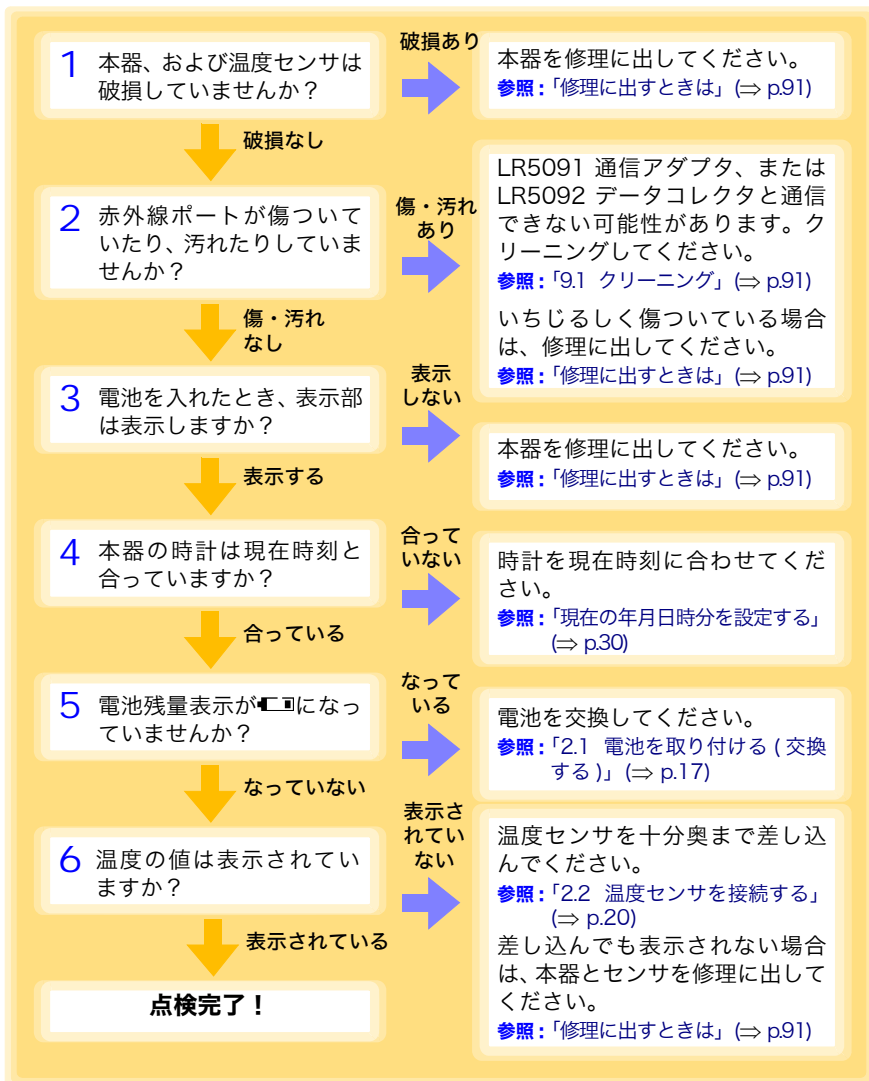 1 本器、および温度センサは
破損していませんか？
破損あり
本器を修理に出してください。
参照:「修理に出すときは」(⇒ p.91)
破損なし
2 赤外線ポートが傷ついて
いたり、汚れたりしていま
せんか？
傷・汚れ
あり
LR5091 通信アダプタ、または
LR5092 データコレクタと通信
できない可能性があります。ク
リーニングしてください。
参照:「9.1 クリーニング」(⇒ p.91)
いちじるしく傷ついている場合
は、修理に出してください。
参照:「修理に出すときは」(⇒ p.91)
傷・汚れ
なし
3 電池を入れたとき、表示部
は表示しますか？
表示
しない
本器を修理に出してください。
参照:「修理に出すときは」(⇒ p.91)
表示する
4 本器の時計は現在時刻と
合っていますか？
合って
いない
時計を現在時刻に合わせてくだ
さい。
参照:「現在の年月日時分を設定する」
(⇒ p.30)
合っている
5 電池残量表示がになっ
ていませんか？
なって
いる
電池を交換してください。
参照:「2.1 電池を取り付ける ( 交換
する )」(⇒ p.17)
なっていない
6 温度の値は表示されてい
ますか？
表示さ
れてい
ない
温度センサを十分奥まで差し込
んでください。
参照:「2.2 温度センサを接続する」
(⇒ p.20)
差し込んでも表示されない場合
は、本器とセンサを修理に出して
ください。
参照:「修理に出すときは」(⇒ p.91)
表示されている
点検完了！